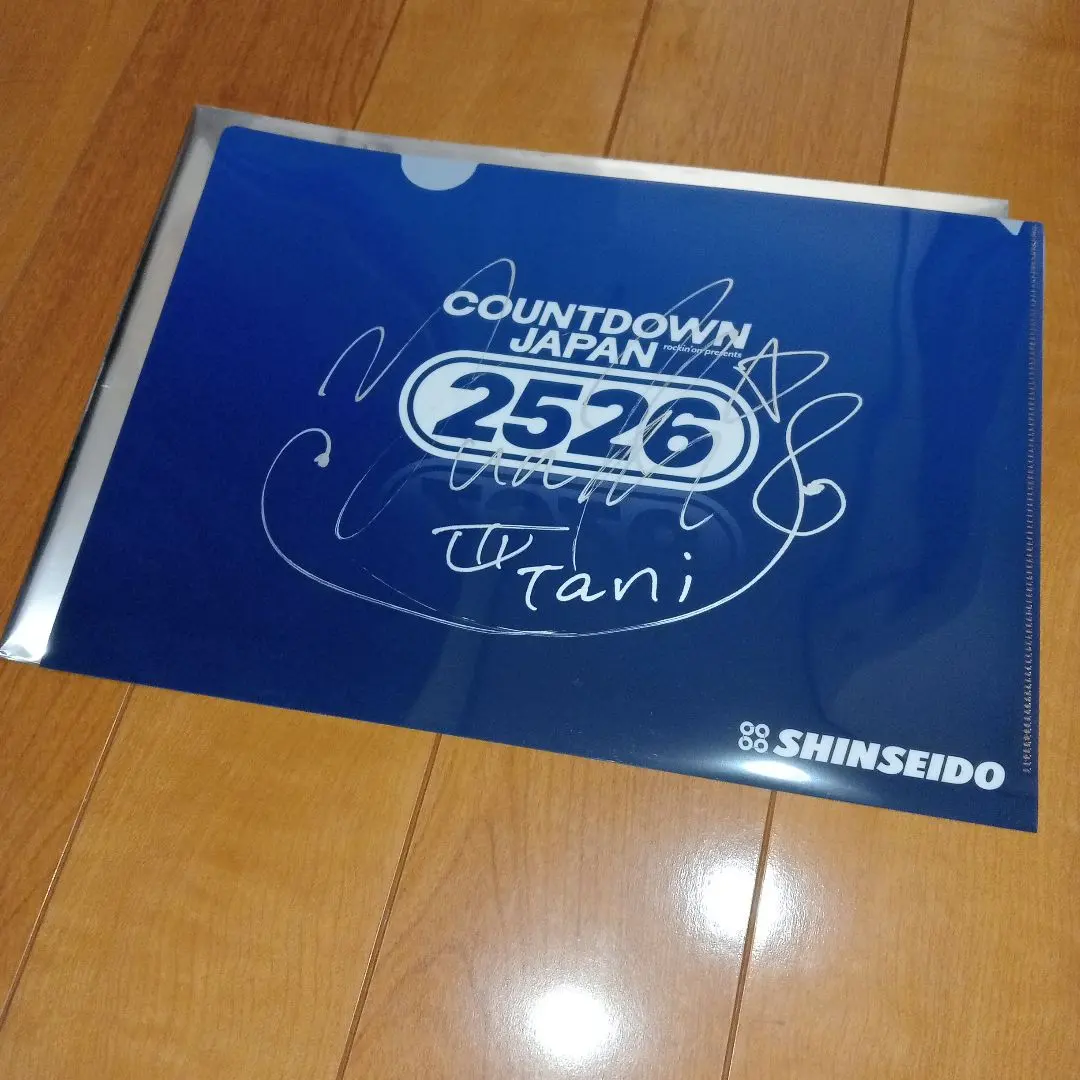 COUNTDOWN
JAPAN
rockin'on presents
2526
Tani
SHINSEIDO